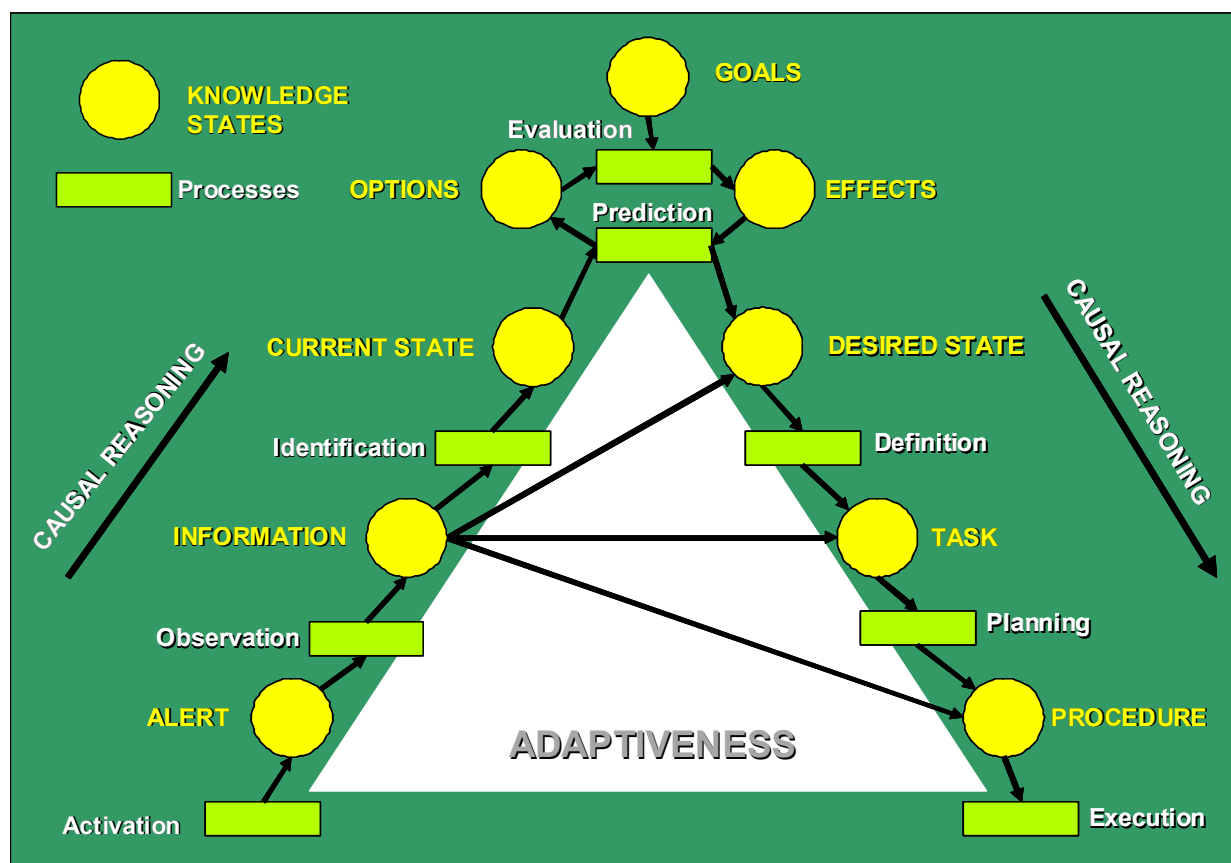 GOALS
KNOWLEDGE
STATES
Evaluation
Processes
OPTIONS
EFFECTS
Prediction
CURRENT STATE
DESIRED STATE
CAUSAL REASONING
CAUSAL REASONING
Identification
Definition
INFORMATION
TASK
Observation
Planning
ALERT
PROCEDURE
ADAPTIVENESS
Activation
Execution